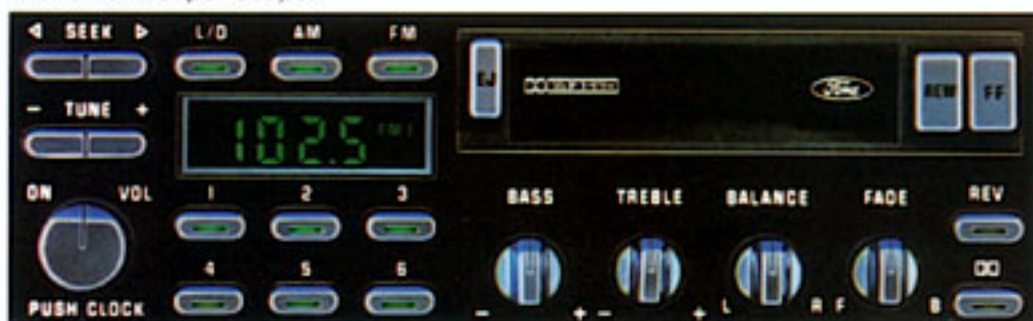 ◁ SEEK ▷ L/D AM FM
EJ Ford REW FF
- TUNE +
102.5 FM1
ON VOL 1 2 3 BASS TREBLE BALANCE FADE REV
4 5 6
PUSH CLOCK - + - + L R F B